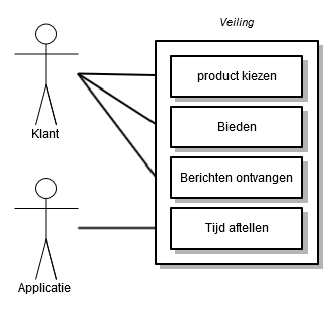 Veiling
product kiezen
Bieden
Klant
Berichten ontvangen
Tijd aftellen
Applicatie